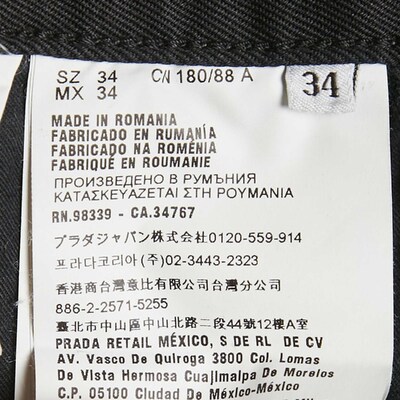 SZ 34 C/N 180/88 A
MX 34
34
MADE IN ROMANIA
FABRICADO EN RUMANÍA
FABRICADO NA ROMÉNIA
FABRIQUÉ EN ROUMANIE
ПРОИЗВЕДЕНО В РУМЪНИЯ
ΚΑΤΑΣΚΕΥΑΖΕΤΑΙ ΣΤΗ ΡΟΥΜΑΝΙΑ
RN.98339 - CA.34767
プラダジャパン株式会社0120-559-914
프라다코리아 (주) 02-3443-2323
香港商台灣意比有限公司台灣分公司
886-2-2571-5255
臺北市中山區中山北路二段44號12樓A室
PRADA RETAIL MÉXICO, S DE RL DE CV
AV. Vasco De Quiroga 3800 Col. Lomas
De Vista Hermosa Cuajimalpa De Morelos
C.P. 05100 Ciudad De México-México